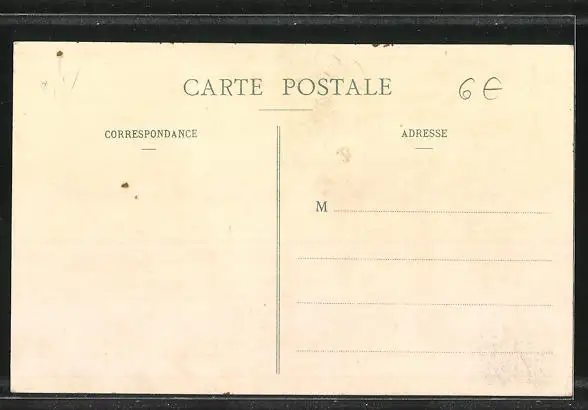 CARTE POSTALE
6€
CORRESPONDANCE
ADRESSE
M